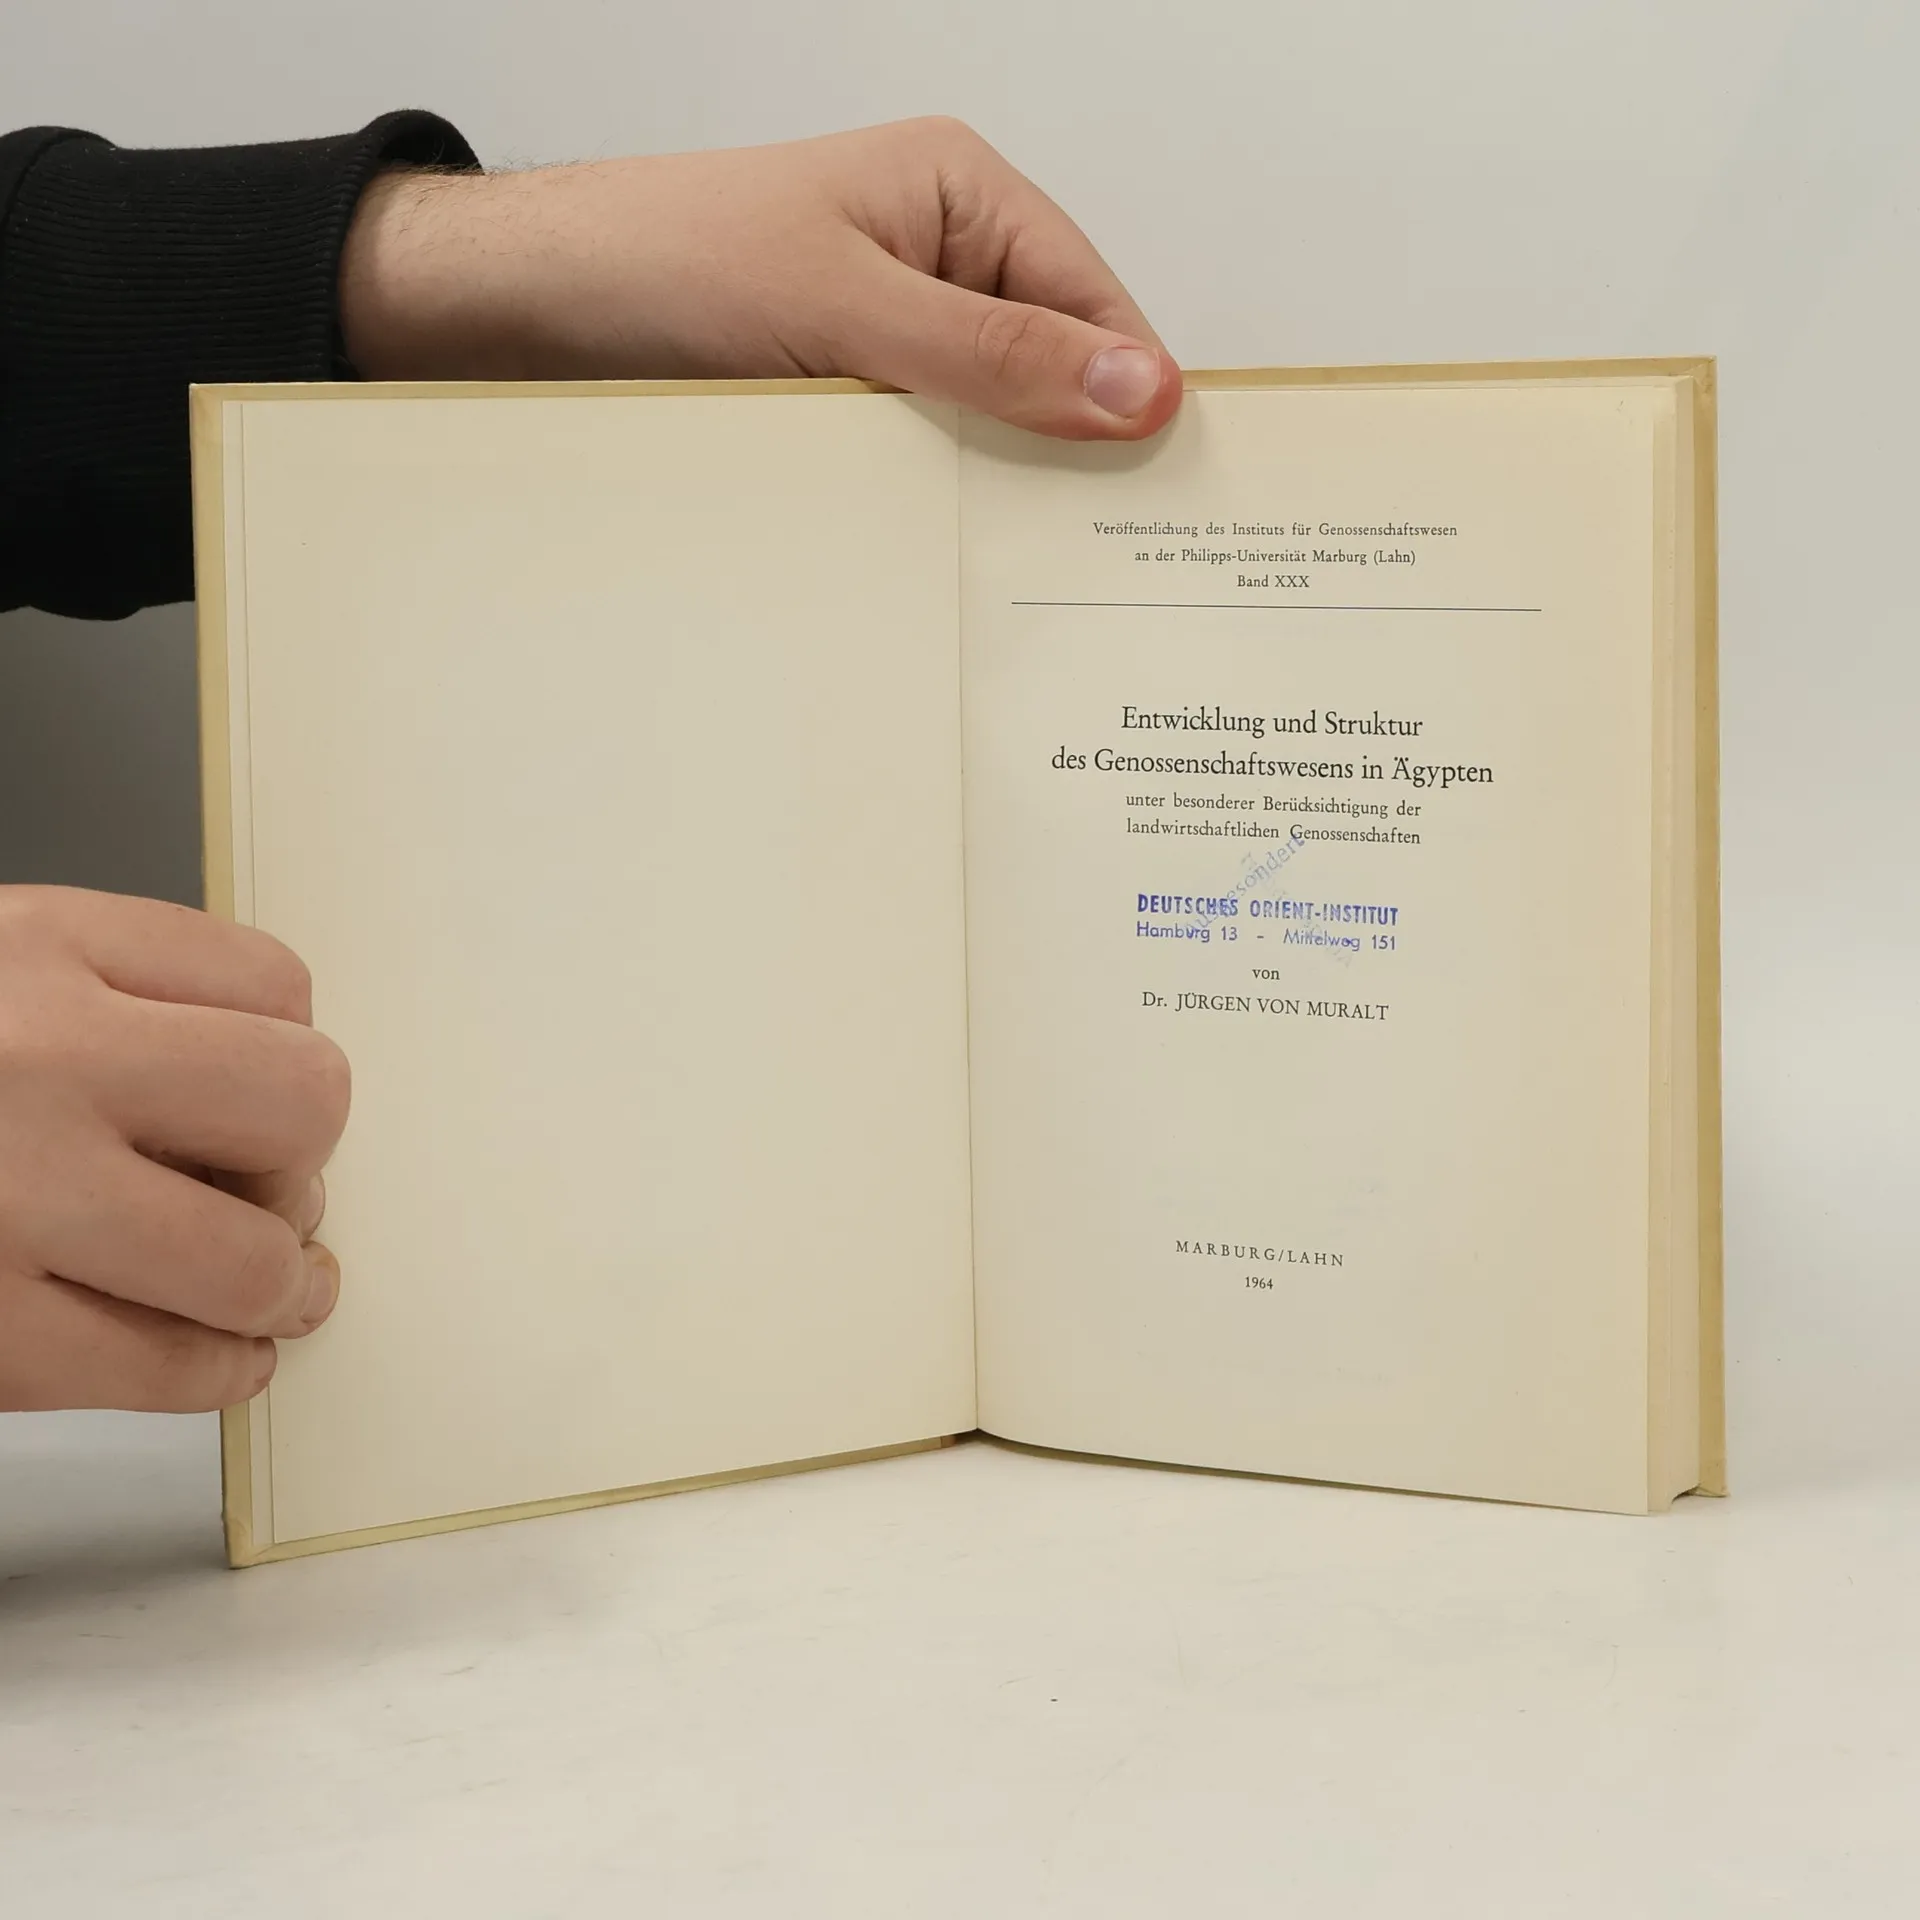 Veröffentlichung des Instituts für Genossenschaftswesen
an der Philipps-Universität Marburg (Lahn)
Band XXX
Entwicklung und Struktur
des Genossenschaftswesens in Ägypten
unter besonderer Berücksichtigung der
landwirtschaftlichen Genossenschaften
Ausgesondert
DEUTSCHES ORIENT-INSTITUT
Hamburg 13 - Mittelweg 151
von
Dr. JÜRGEN VON MURALT
MARBURG/LAHN
1964